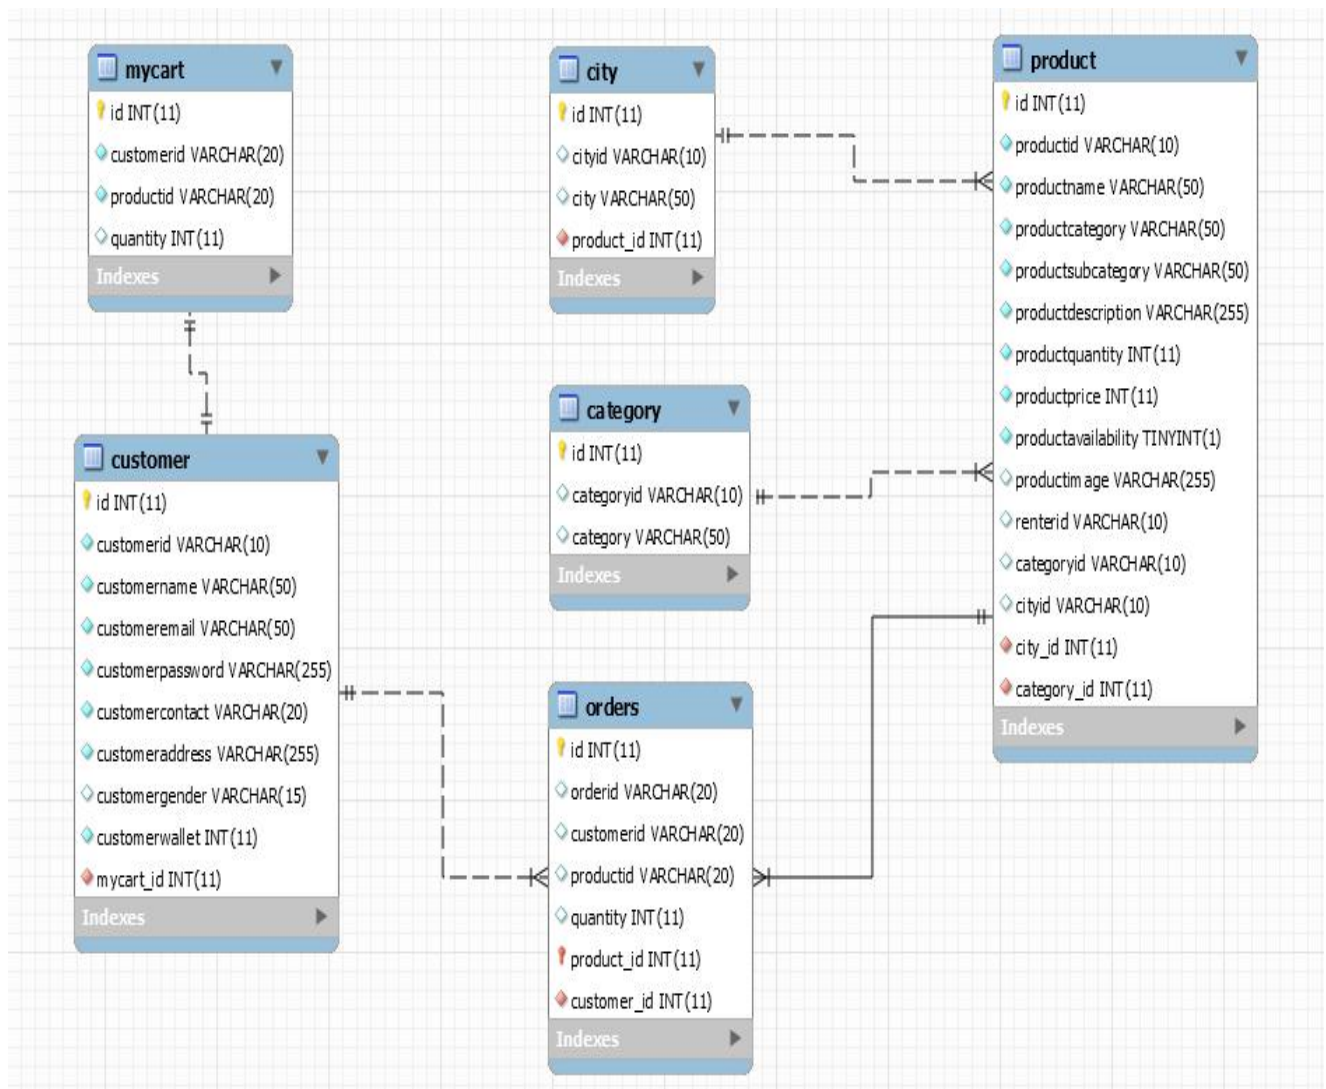 mycart
id INT(11)
customerid VARCHAR(20)
productid VARCHAR(20)
quantity INT(11)
Indexes
customer
id INT(11)
customerid VARCHAR(10)
customername VARCHAR(50)
customeremail VARCHAR(50)
customerpassword VARCHAR(255)
customercontact VARCHAR(20)
customeraddress VARCHAR(255)
customergender VARCHAR(15)
customerwallet INT(11)
mycart_id INT(11)
Indexes
city
id INT(11)
cityid VARCHAR(10)
city VARCHAR(50)
product_id INT(11)
Indexes
category
id INT(11)
categoryid VARCHAR(10)
category VARCHAR(50)
Indexes
orders
id INT(11)
orderid VARCHAR(20)
customerid VARCHAR(20)
productid VARCHAR(20)
quantity INT(11)
product_id INT(11)
customer_id INT(11)
Indexes
product
id INT(11)
productid VARCHAR(10)
productname VARCHAR(50)
productcategory VARCHAR(50)
productsubcategory VARCHAR(50)
productdescription VARCHAR(255)
productquantity INT(11)
productprice INT(11)
productavailability TINYINT(1)
productimage VARCHAR(255)
renterid VARCHAR(10)
categoryid VARCHAR(10)
cityid VARCHAR(10)
city_id INT(11)
category_id INT(11)
Indexes